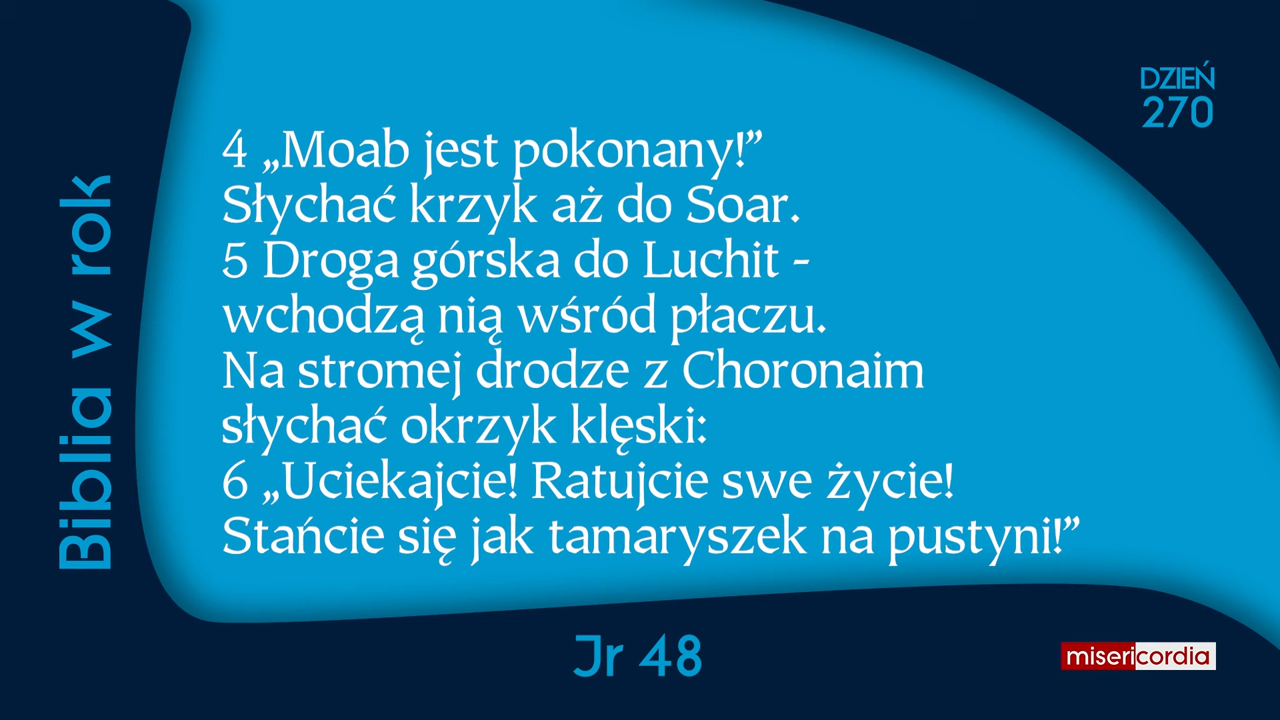 DZIEŃ
270
4 „Moab jest pokonany!”
Słychać krzyk aż do Soar.
5 Droga górska do Luchit -
wchodzą nią wśród płaczu.
Na stromej drodze z Choronaim
słychać okrzyk klęski:
6 „Uciekajcie! Ratujcie swe życie!
Stańcie się jak tamaryszek na pustyni!”
Biblia w rok
Jr 48
misericordia